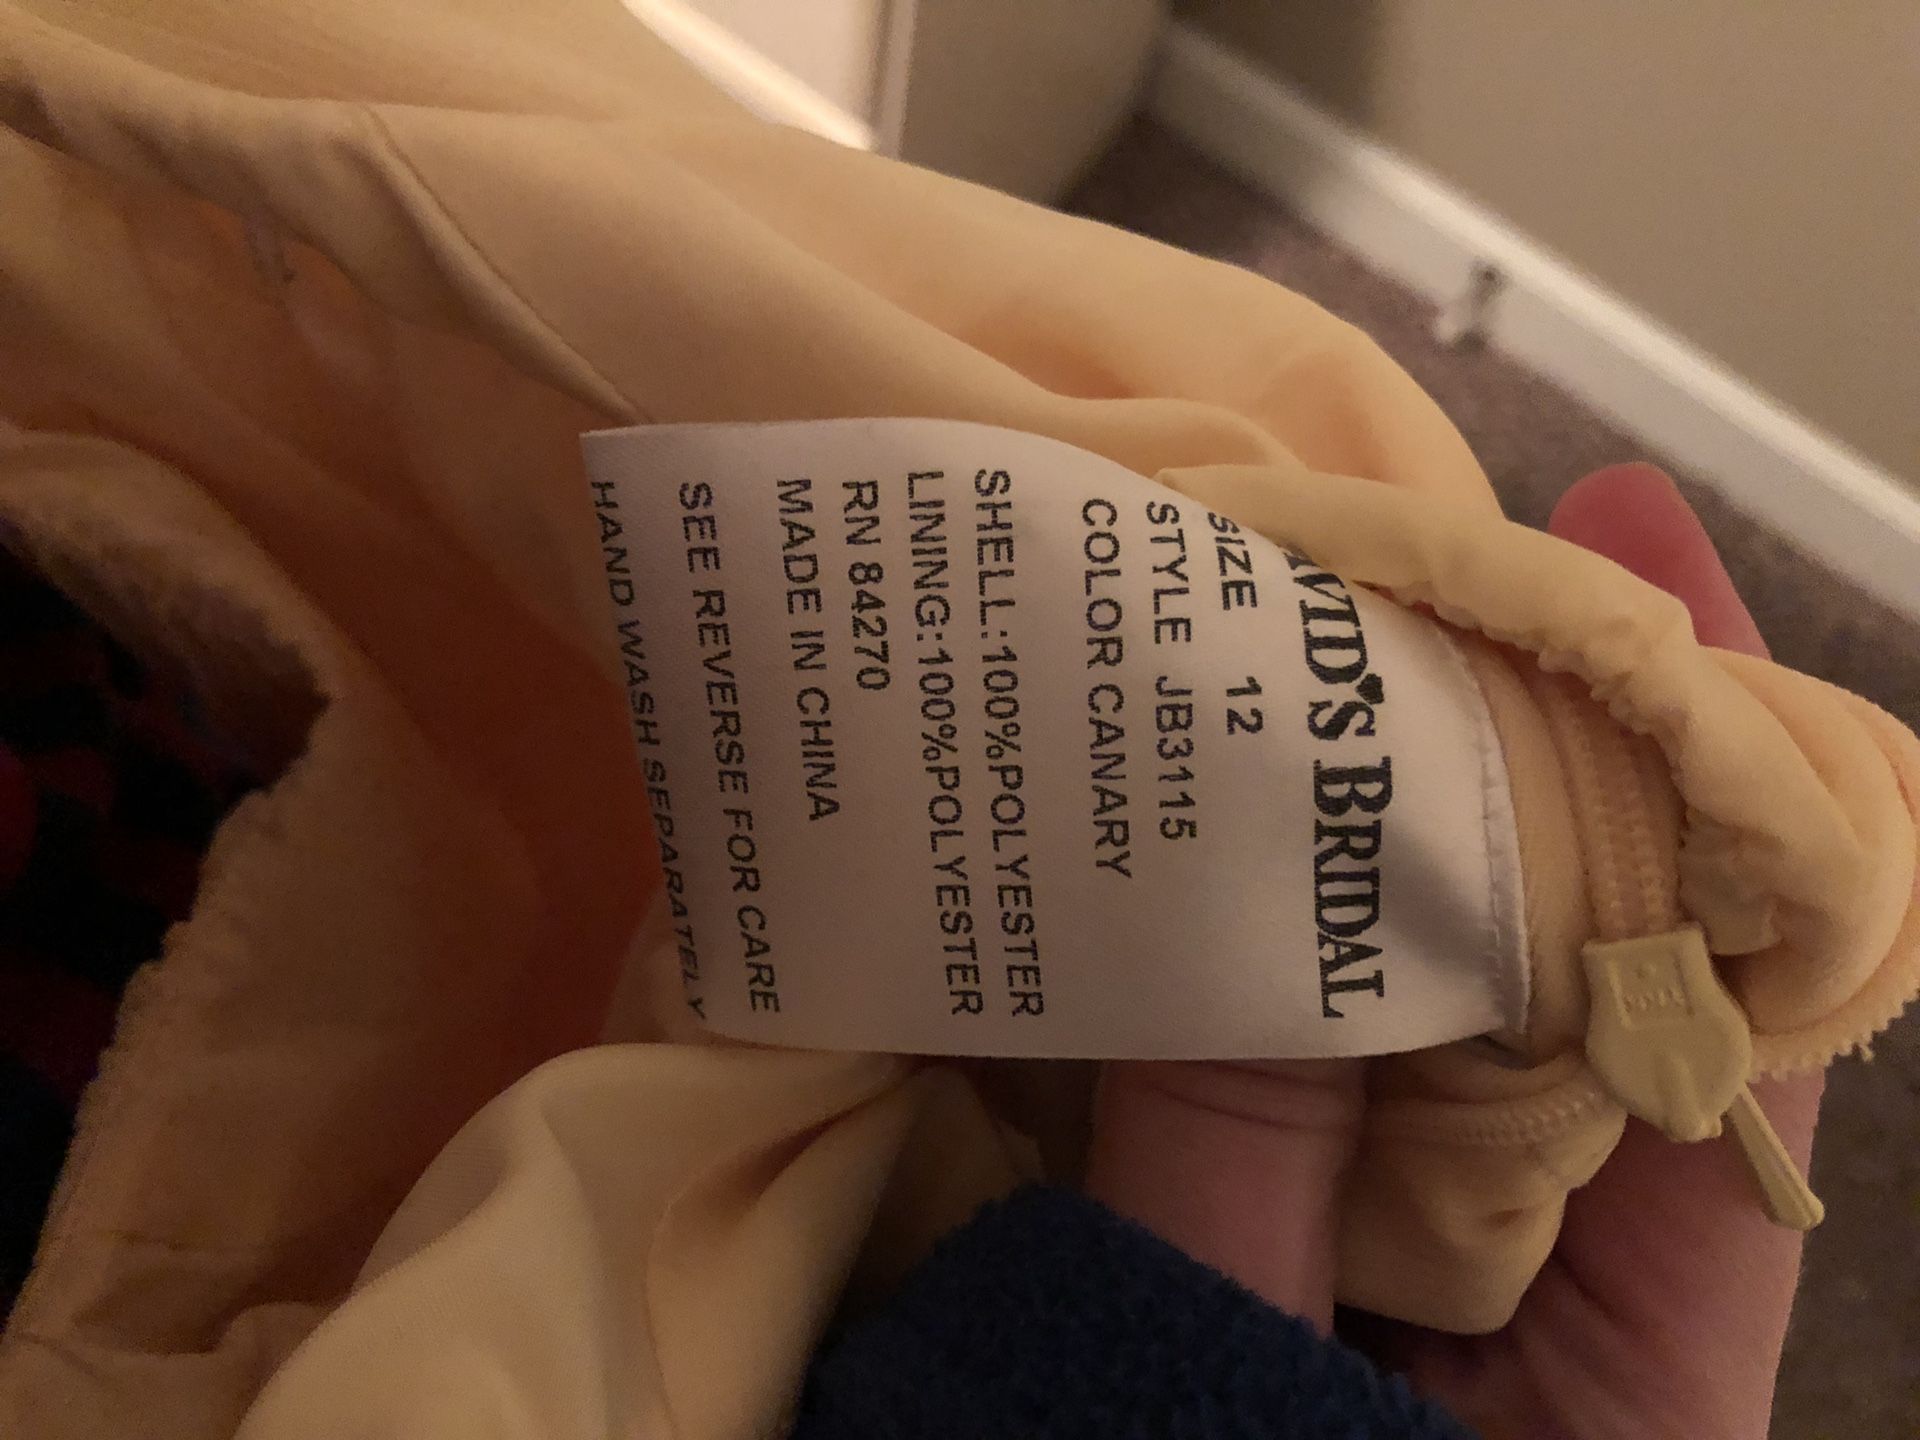 DAVID'S BRIDAL
SIZE 12
STYLE JB3115
COLOR CANARY
SHELL:100%POLYESTER
LINING:100%POLYESTER
RN 84270
MADE IN CHINA
SEE REVERSE FOR CARE
HAND WASH SEPARATELY